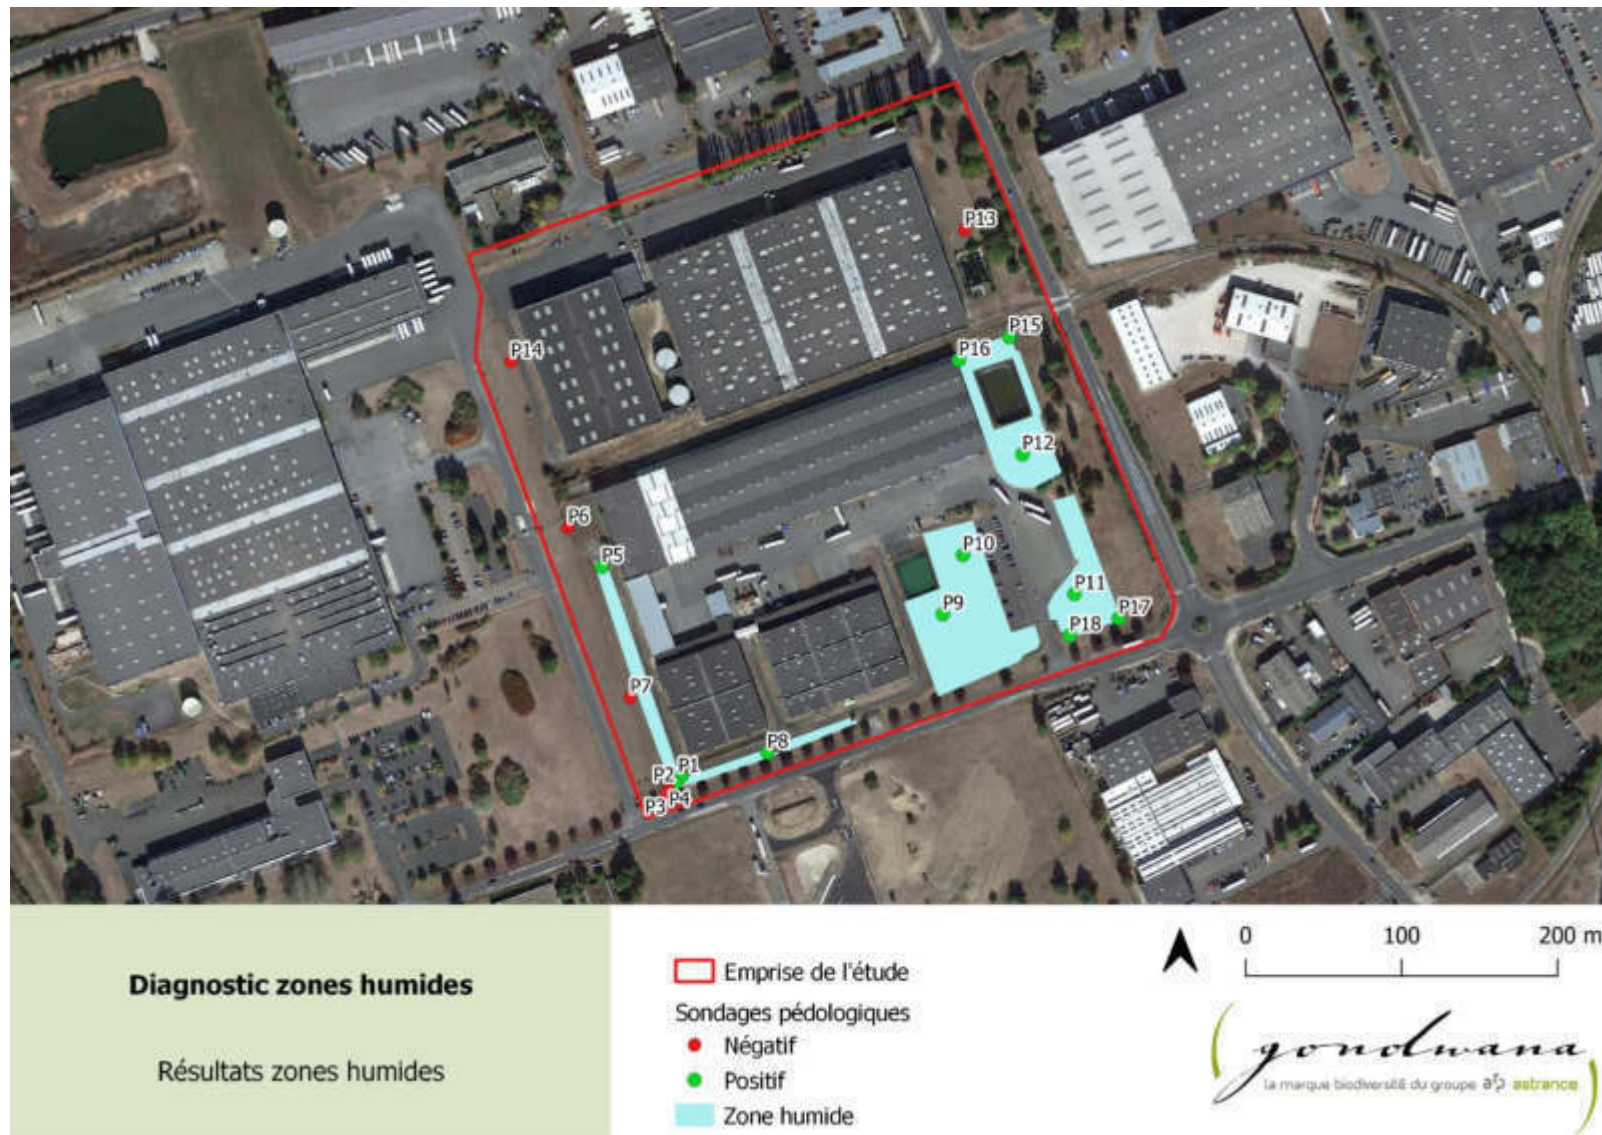 P13
P15
P16
P14
P12
P6
P10
P5
P11
P9
P17
P18
P7
P8
P1
P2
P4
P3
Diagnostic zones humides
Résultats zones humides
Emprise de l'étude
Sondages pédologiques
Négatif
Positif
Zone humide
0 100 200 m
gondwana
la marque biodiversité du groupe afp astrance